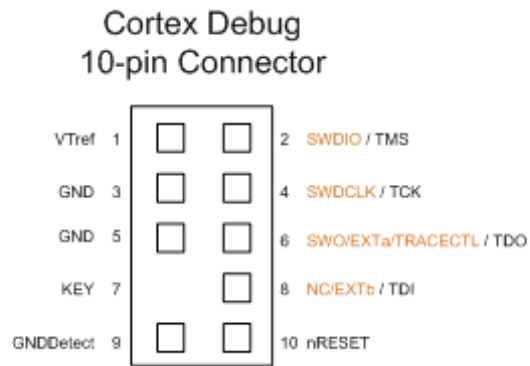 Cortex Debug
10-pin Connector
VTref 1 2 SWDIO / TMS
GND 3 4 SWDCLK / TCK
GND 5 6 SWO/EXTa/TRACECTL / TDO
KEY 7 8 NC/EXTb / TDI
GNDDetect 9 10 nRESET